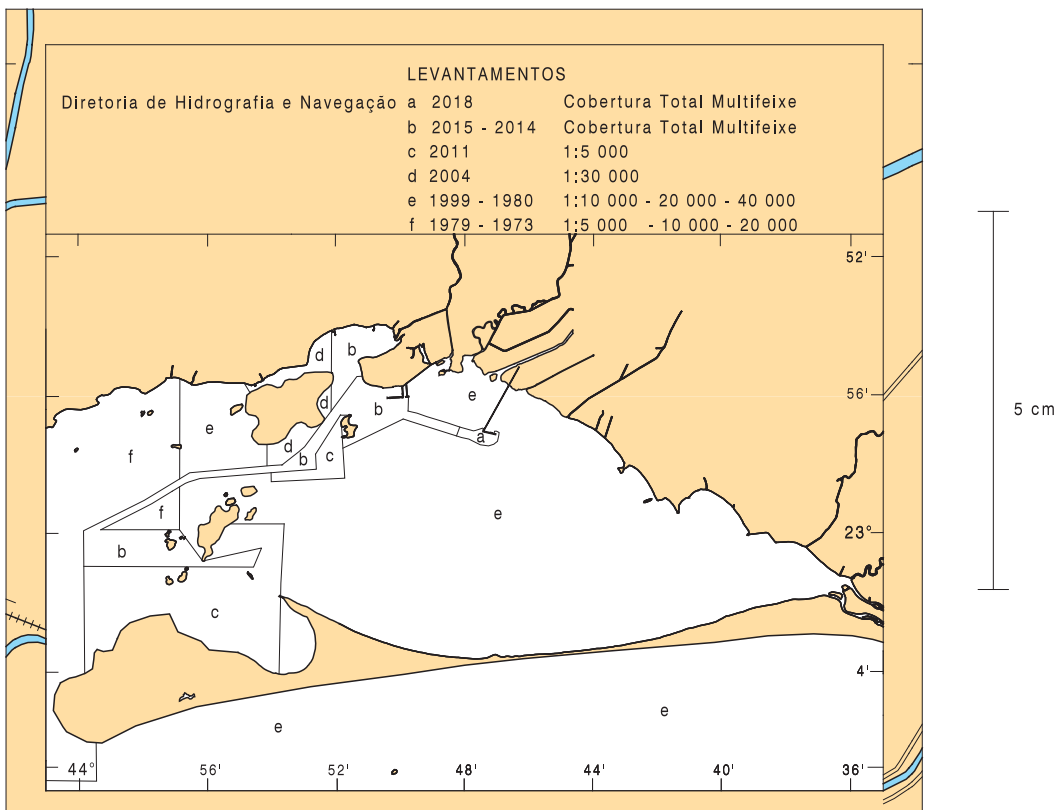 LEVANTAMENTOS
Diretoria de Hidrografia e Navegação a 2018 Cobertura Total Multifeixe
b 2015 - 2014 Cobertura Total Multifeixe
c 2011 1:5 000
d 2004 1:30 000
e 1999 - 1980 1:10 000 - 20 000 - 40 000
f 1979 - 1973 1:5 000 - 10 000 - 20 000
52'
d b
56'
d b e
5 cm
e
a
d
f b c
f e
23°
b
c
4'
e
e
44° 56' 52' 48' 44' 40' 36'